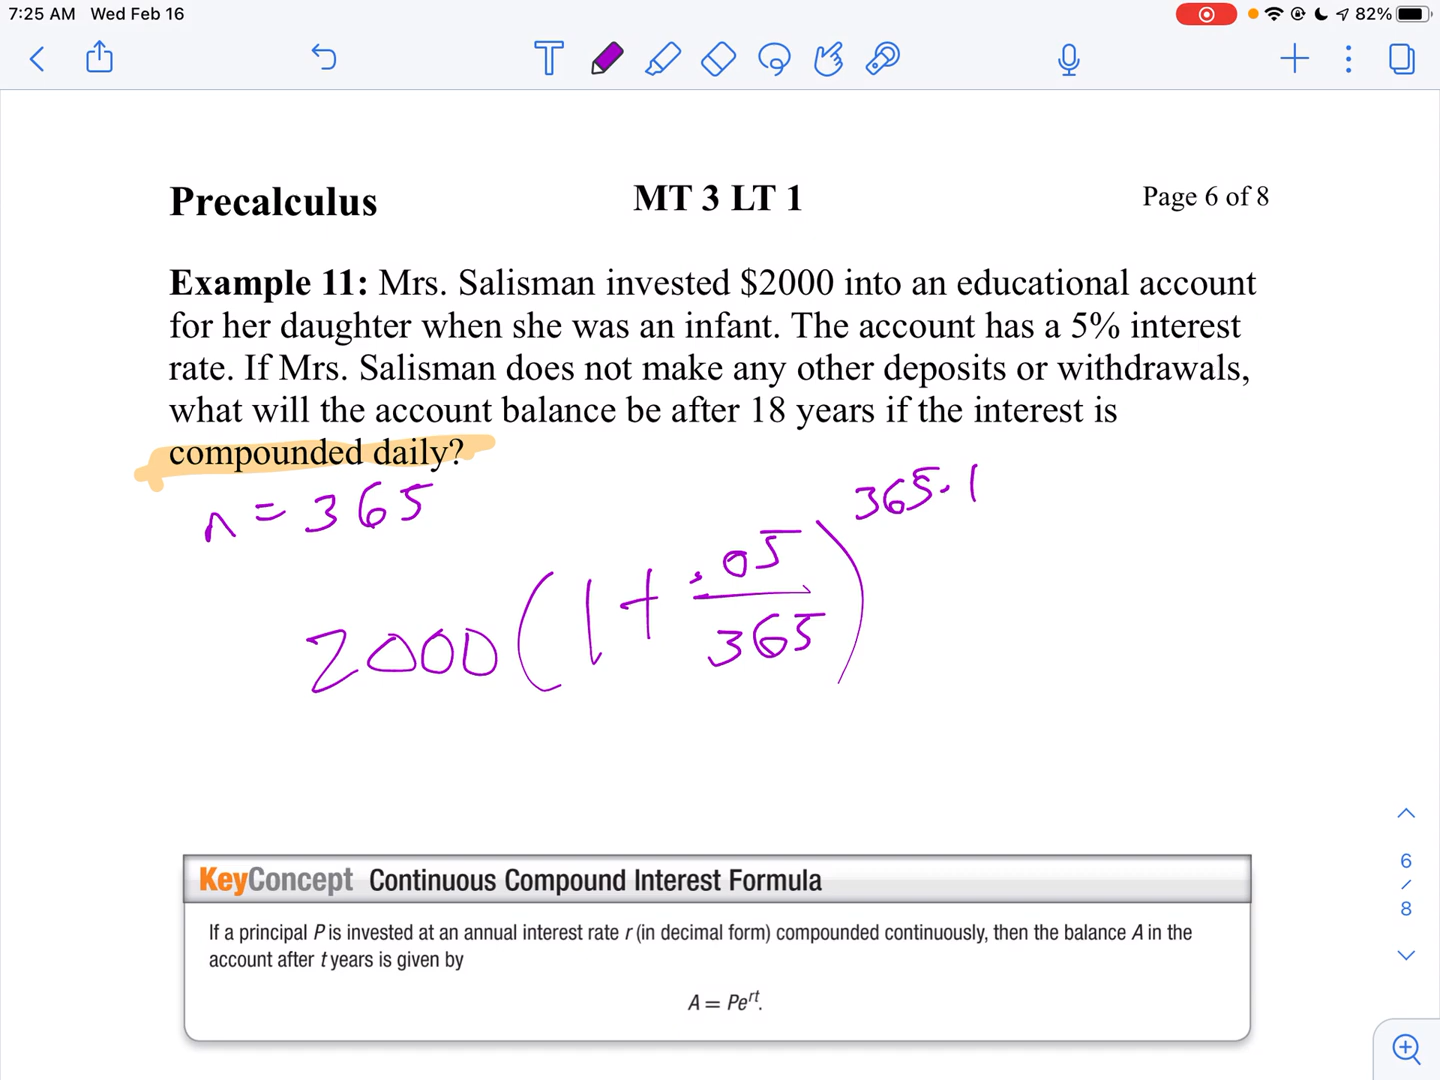 7:25 AM Wed Feb 16
82%
Precalculus MT 3 LT 1 Page 6 of 8
Example 11: Mrs. Salisman invested $2000 into an educational account
for her daughter when she was an infant. The account has a 5% interest
rate. If Mrs. Salisman does not make any other deposits or withdrawals,
what will the account balance be after 18 years if the interest is
compounded daily?
n = 365
2000(1+.05/365)^365·1
KeyConcept Continuous Compound Interest Formula
If a principal P is invested at an annual interest rate r (in decimal form) compounded continuously, then the balance A in the
account after t years is given by
A = Pe^rt.
6
/
8